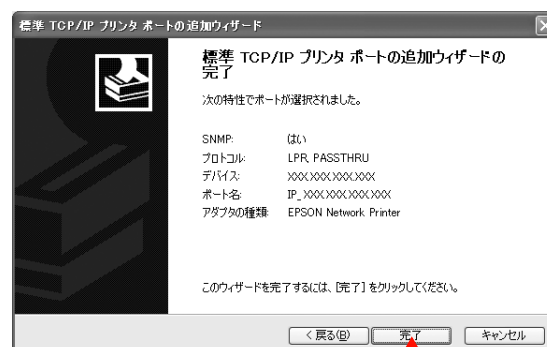 標準 TCP/IP プリンタ ポートの追加ウィザード
標準 TCP/IP プリンタ ポートの追加ウィザードの
完了
次の特性でポートが選択されました。
SNMP: はい
プロトコル: LPR, PASSTHRU
デバイス: XXX.XXX.XXX.XXX
ポート名: IP_XXX.XXX.XXX.XXX
アダプタの種類: EPSON Network Printer
このウィザードを完了するには、[完了] をクリックしてください。
< 戻る(B) 完了 キャンセル